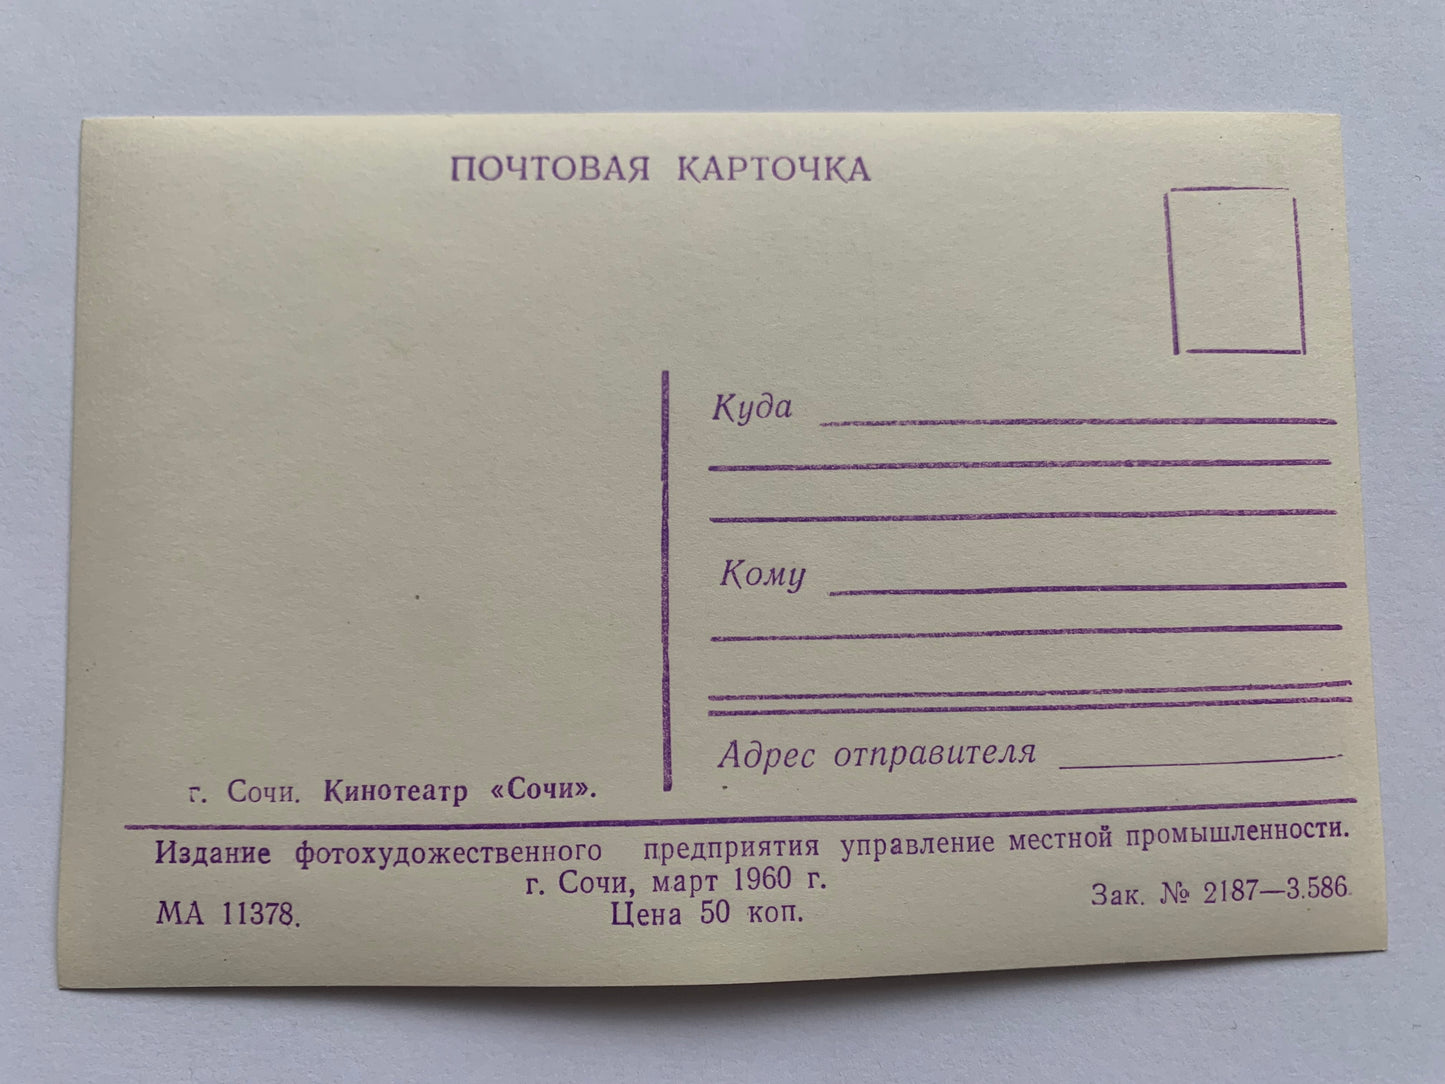 ПОЧТОВАЯ КАРТОЧКА
Куда
Кому
Адрес отправителя
г. Сочи. Кинотеатр «Сочи».
Издание фотохудожественного предприятия управление местной промышленности.
г. Сочи, март 1960 г.
МА 11378.
Цена 50 коп.
Зак. № 2187—3.586.